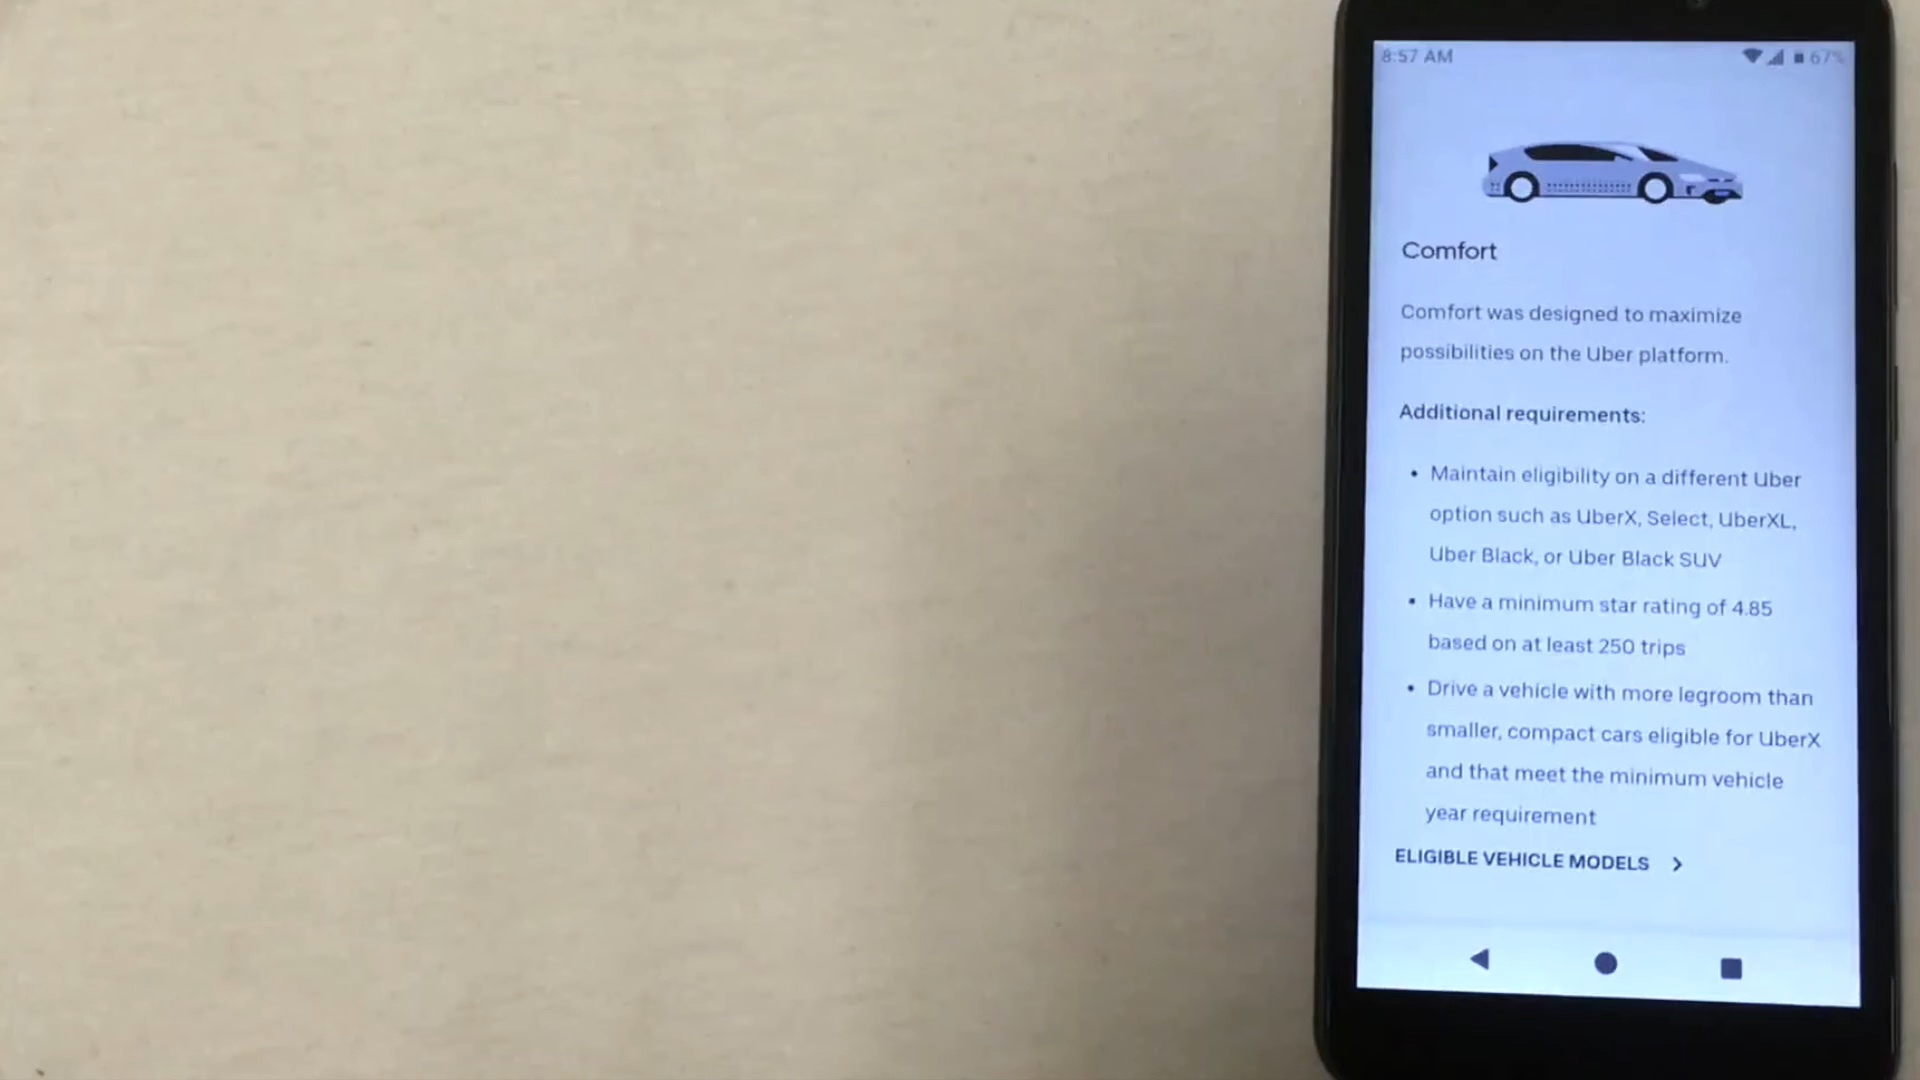 8:57 AM
67%
Comfort
Comfort was designed to maximize
possibilities on the Uber platform.
Additional requirements:
• Maintain eligibility on a different Uber
option such as UberX, Select, UberXL,
Uber Black, or Uber Black SUV
• Have a minimum star rating of 4.85
based on at least 250 trips
• Drive a vehicle with more legroom than
smaller, compact cars eligible for UberX
and that meet the minimum vehicle
year requirement
ELIGIBLE VEHICLE MODELS >